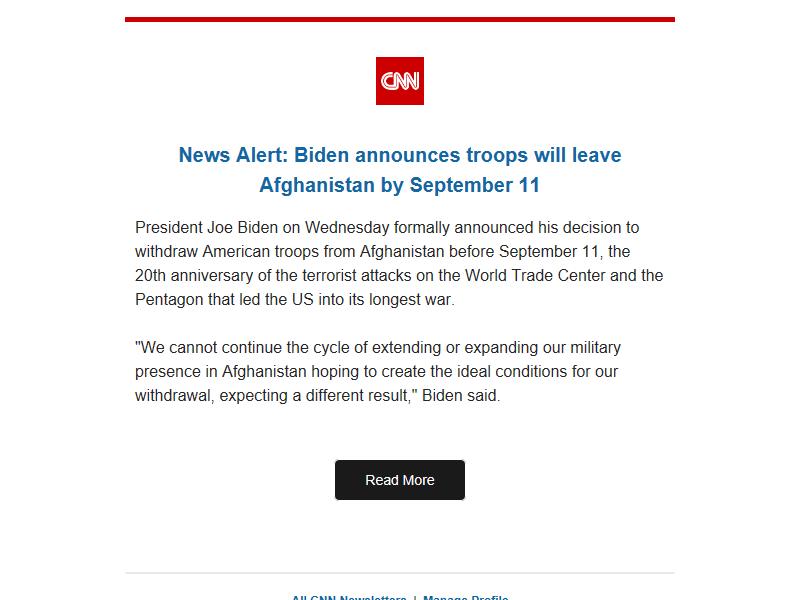 CNN
News Alert: Biden announces troops will leave
Afghanistan by September 11
President Joe Biden on Wednesday formally announced his decision to
withdraw American troops from Afghanistan before September 11, the
20th anniversary of the terrorist attacks on the World Trade Center and the
Pentagon that led the US into its longest war.
"We cannot continue the cycle of extending or expanding our military
presence in Afghanistan hoping to create the ideal conditions for our
withdrawal, expecting a different result," Biden said.
Read More
All CNN Newsletters | Manage Profile